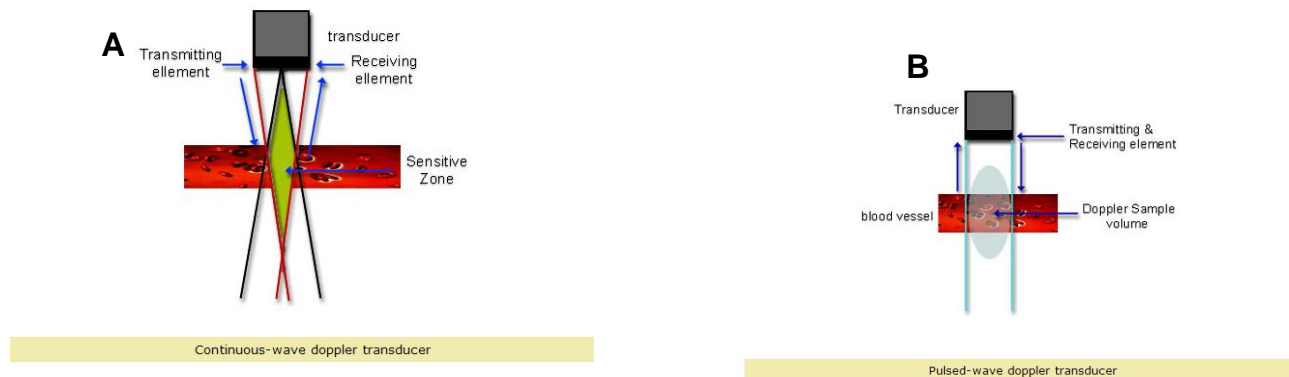 A
transducer
Transmitting
ellement
Receiving
ellement
Sensitive
Zone
Continuous-wave doppler transducer
B
Transducer
Transmitting &
Receiving element
blood vessel
Doppler Sample
volume
Pulsed-wave doppler transducer